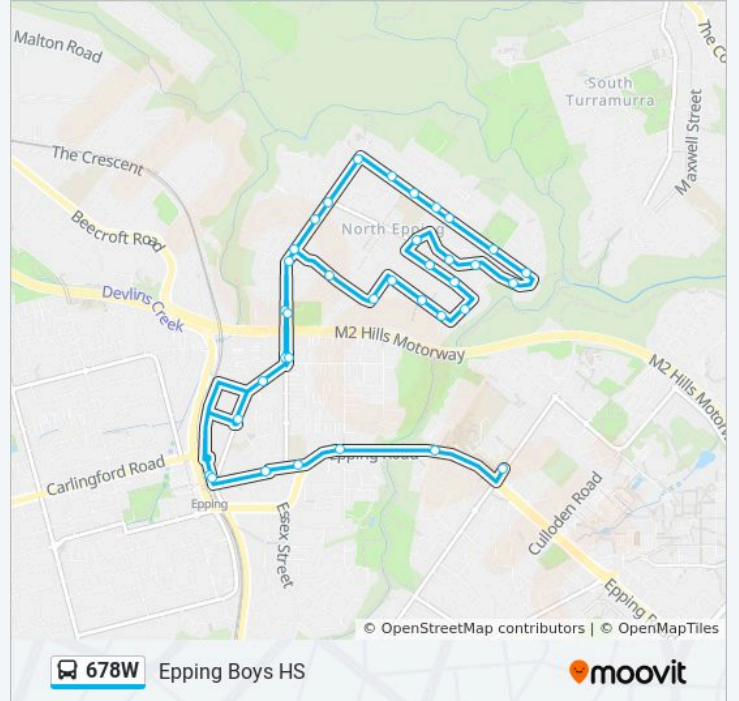 Malton Road
The Co
South
Turramurra
Maxwell Street
The Crescent
Beecroft Road
North Epping
Devlins Creek
M2 Hills Motorway
M2 Hills Motorw
Carlingford Road
Epping Road
Epping
Essex Street
Culloden Road
Epping R
© OpenStreetMap contributors | © OpenMapTiles
678W Epping Boys HS
moovit